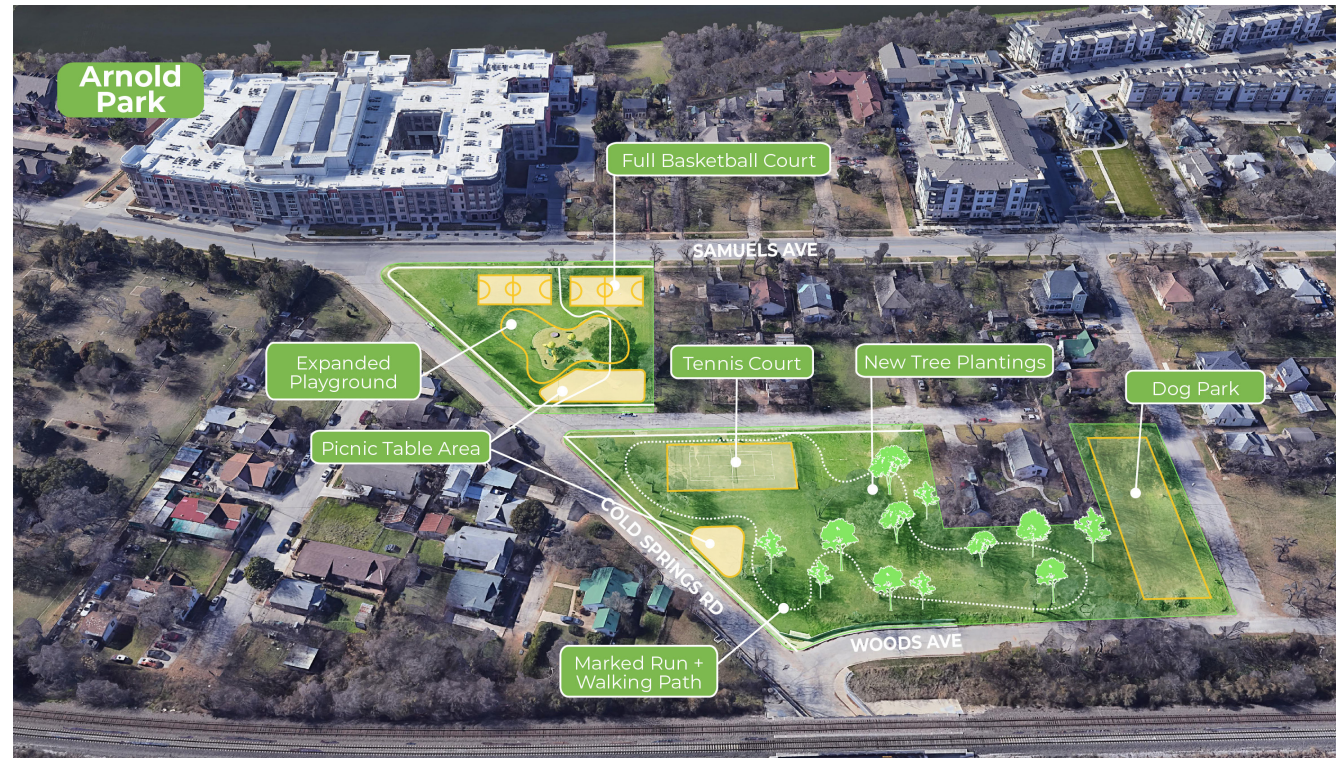 Arnold
Park
Full Basketball Court
SAMUELS AVE
Expanded
Playground
Tennis Court
New Tree Plantings
Dog Park
Picnic Table Area
COLD SPRINGS RD
WOODS AVE
Marked Run +
Walking Path